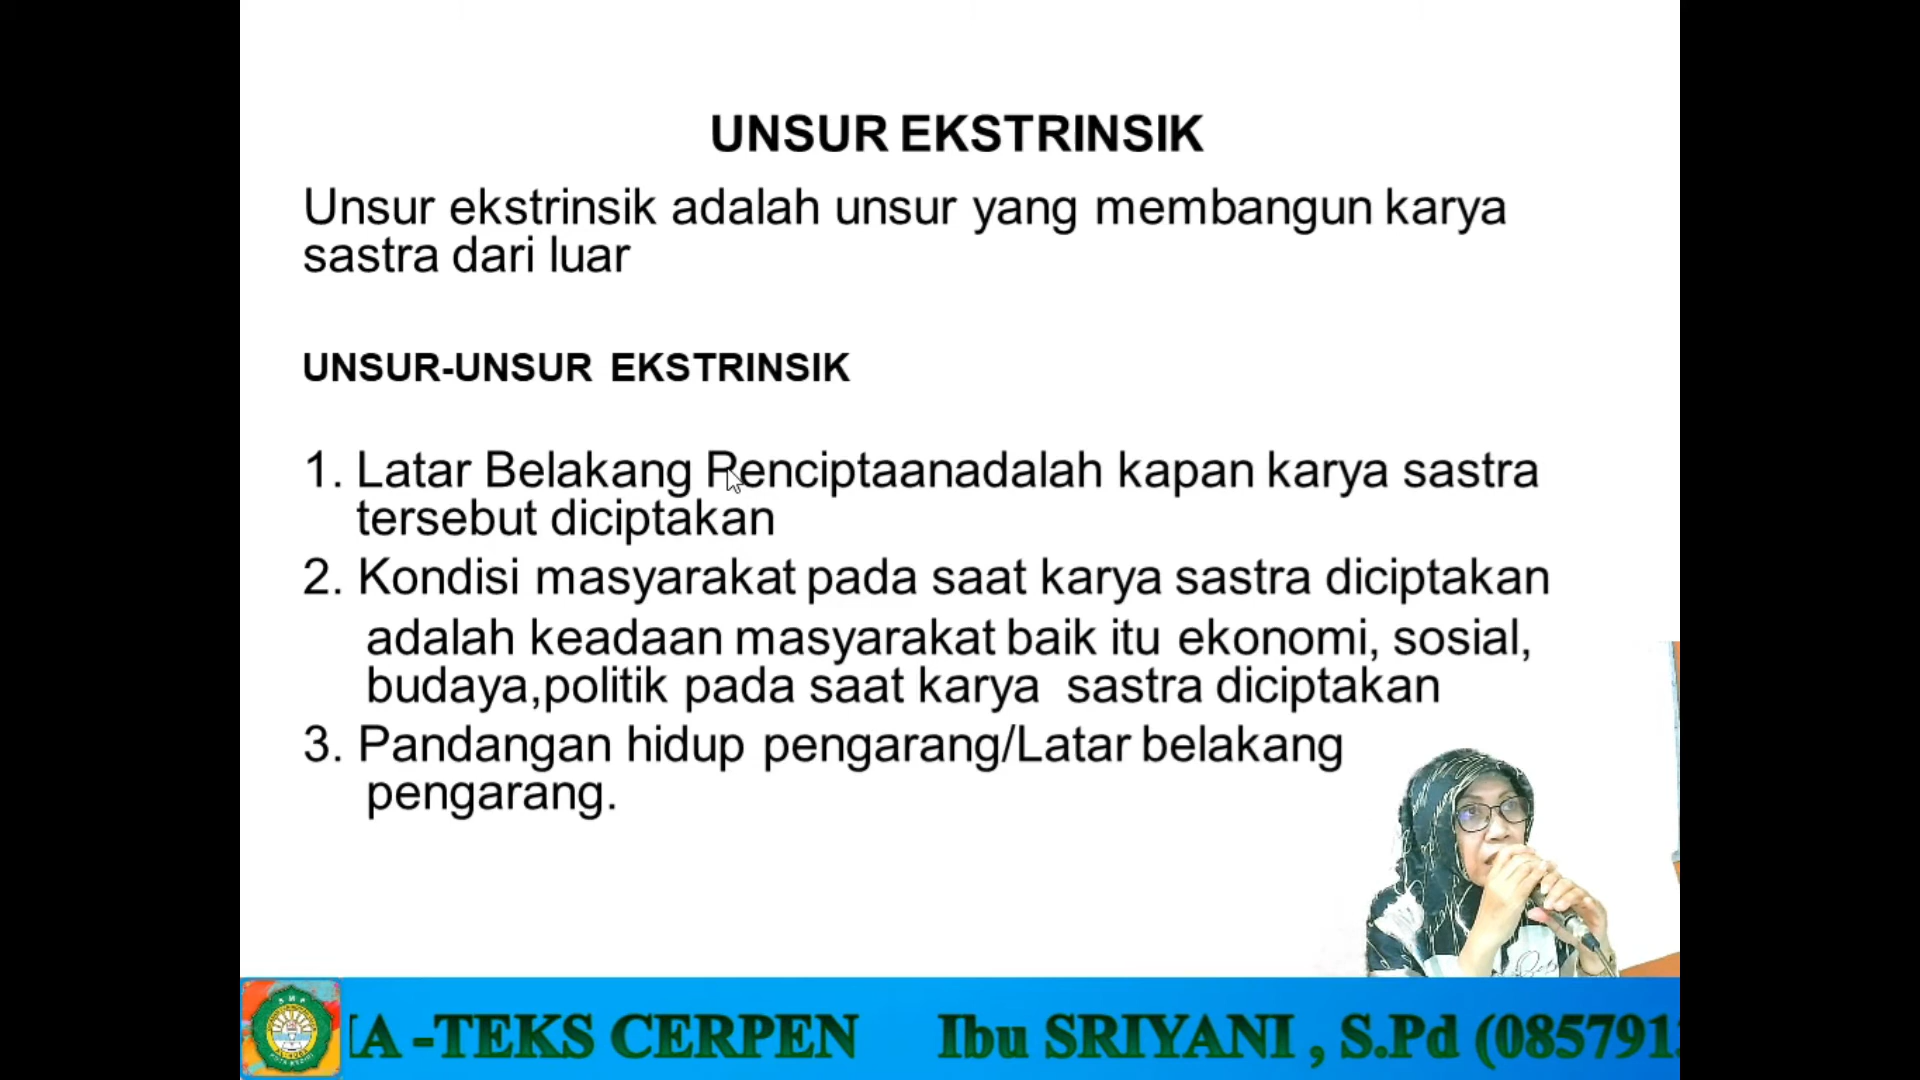 UNSUR EKSTRINSIK
Unsur ekstrinsik adalah unsur yang membangun karya
sastra dari luar
UNSUR-UNSUR EKSTRINSIK
1. Latar Belakang Penciptaanadalah kapan karya sastra
tersebut diciptakan
2. Kondisi masyarakat pada saat karya sastra diciptakan
adalah keadaan masyarakat baik itu ekonomi, sosial,
budaya,politik pada saat karya sastra diciptakan
3. Pandangan hidup pengarang/Latar belakang
pengarang.
SMP
A -TEKS CERPEN Ibu SRIYANI , S.Pd (0857913